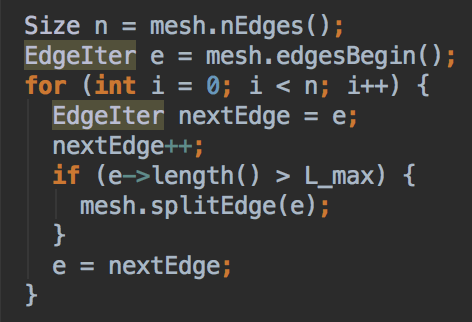 Size n = mesh.nEdges();
EdgeIter e = mesh.edgesBegin();
for (int i = 0; i < n; i++) {
  EdgeIter nextEdge = e;
  nextEdge++;
  if (e->length() > L_max) {
    mesh.splitEdge(e);
  }
  e = nextEdge;
}